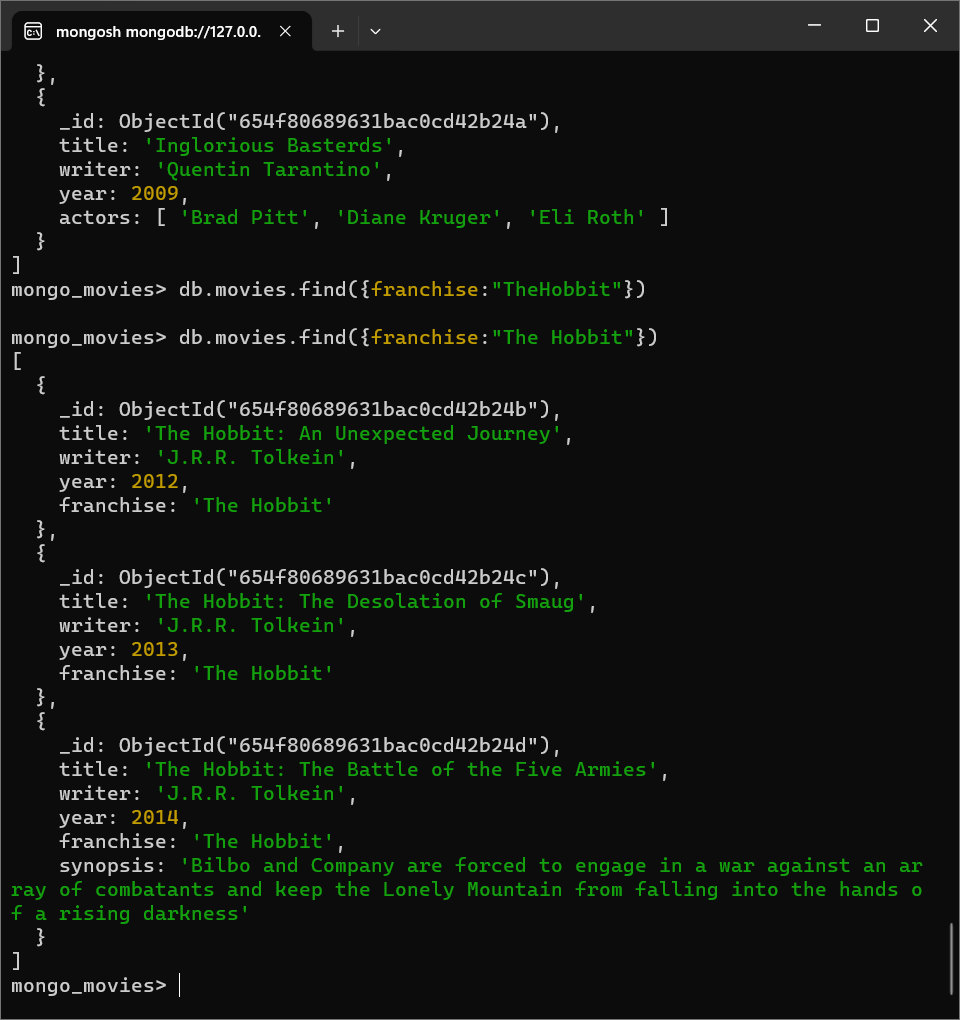 mongosh mongodb://127.0.0.
  },
  {
    _id: ObjectId("654f80689631bac0cd42b24a"),
    title: 'Inglorious Basterds',
    writer: 'Quentin Tarantino',
    year: 2009,
    actors: [ 'Brad Pitt', 'Diane Kruger', 'Eli Roth' ]
  }
]
mongo_movies> db.movies.find({franchise:"TheHobbit"})
mongo_movies> db.movies.find({franchise:"The Hobbit"})
[
  {
    _id: ObjectId("654f80689631bac0cd42b24b"),
    title: 'The Hobbit: An Unexpected Journey',
    writer: 'J.R.R. Tolkein',
    year: 2012,
    franchise: 'The Hobbit'
  },
  {
    _id: ObjectId("654f80689631bac0cd42b24c"),
    title: 'The Hobbit: The Desolation of Smaug',
    writer: 'J.R.R. Tolkein',
    year: 2013,
    franchise: 'The Hobbit'
  },
  {
    _id: ObjectId("654f80689631bac0cd42b24d"),
    title: 'The Hobbit: The Battle of the Five Armies',
    writer: 'J.R.R. Tolkein',
    year: 2014,
    franchise: 'The Hobbit',
    synopsis: 'Bilbo and Company are forced to engage in a war against an ar
ray of combatants and keep the Lonely Mountain from falling into the hands o
f a rising darkness'
  }
]
mongo_movies>